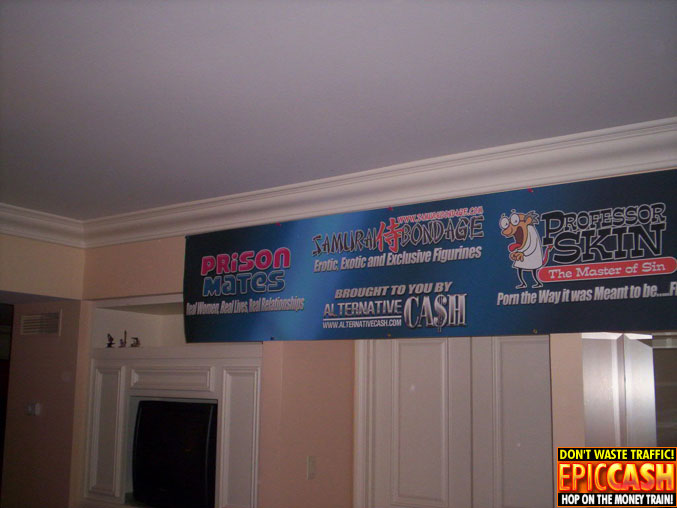 PRISON
MATES
Real Women, Real Lives, Real Relationships
WWW.SAMURAIBONDAGE.COM
SAMURAI侍BONDAGE
Erotic, Exotic and Exclusive Figurines
BROUGHT TO YOU BY
ALTERNATIVE CA$H
WWW.ALTERNATIVECASH.COM
PROFESSOR
SKIN
The Master of Sin
Porn the Way it was Meant to be....F
DON'T WASTE TRAFFIC!
EPICCASH
HOP ON THE MONEY TRAIN!